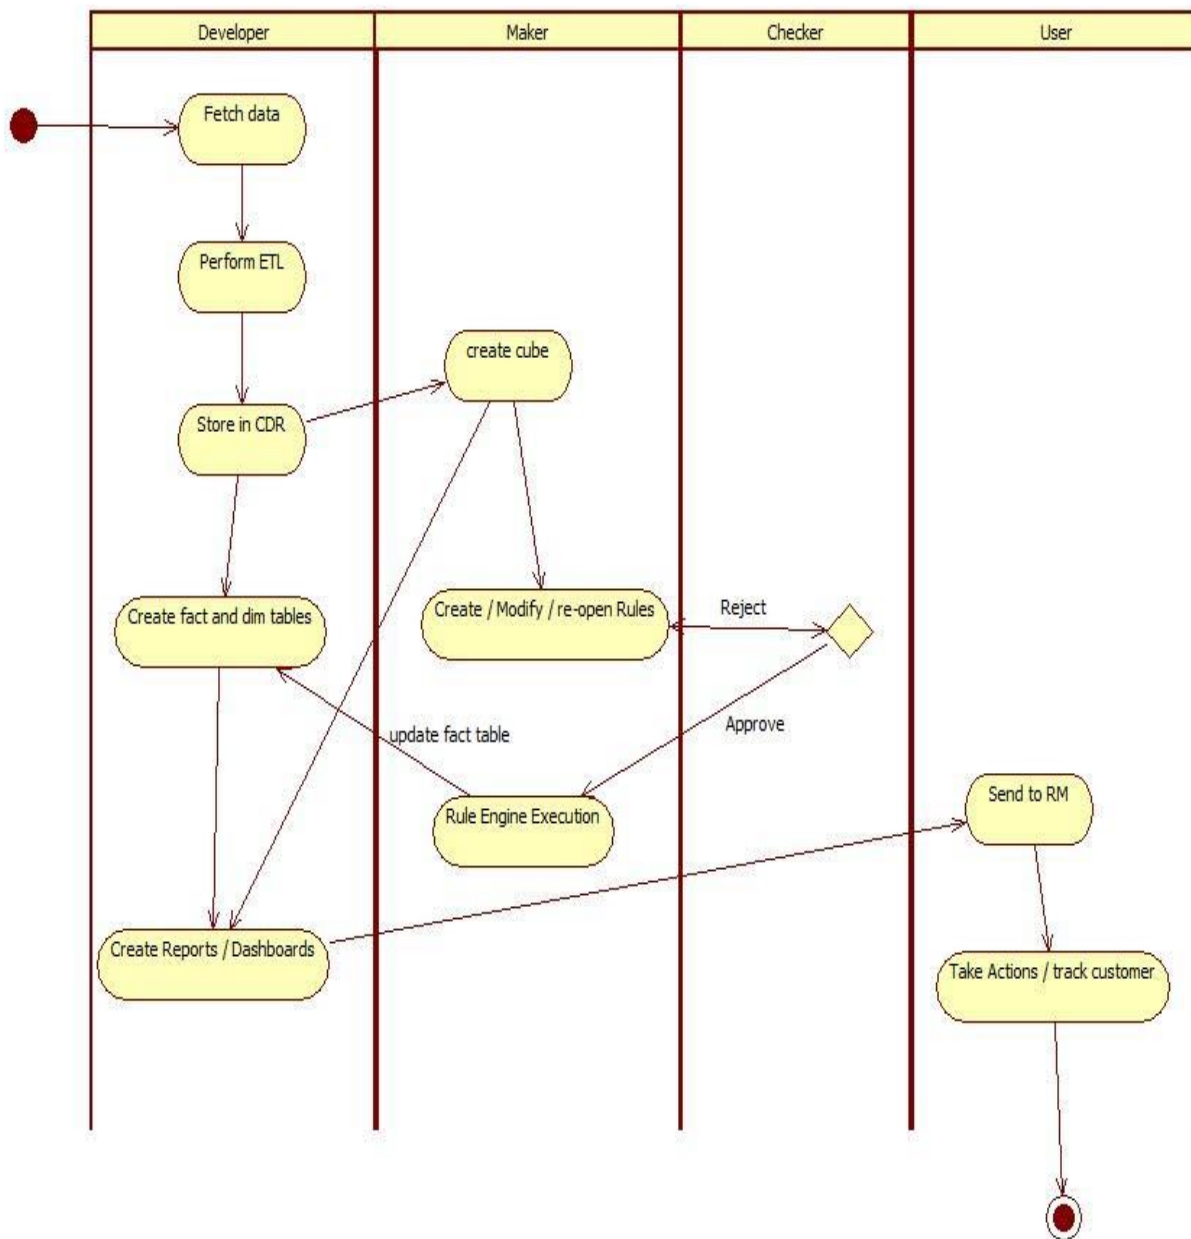 Developer
Maker
Checker
User
Fetch data
Perform ETL
create cube
Store in CDR
Create fact and dim tables
Create / Modify / re-open Rules
Reject
Approve
update fact table
Rule Engine Execution
Send to RM
Create Reports / Dashboards
Take Actions / track customer